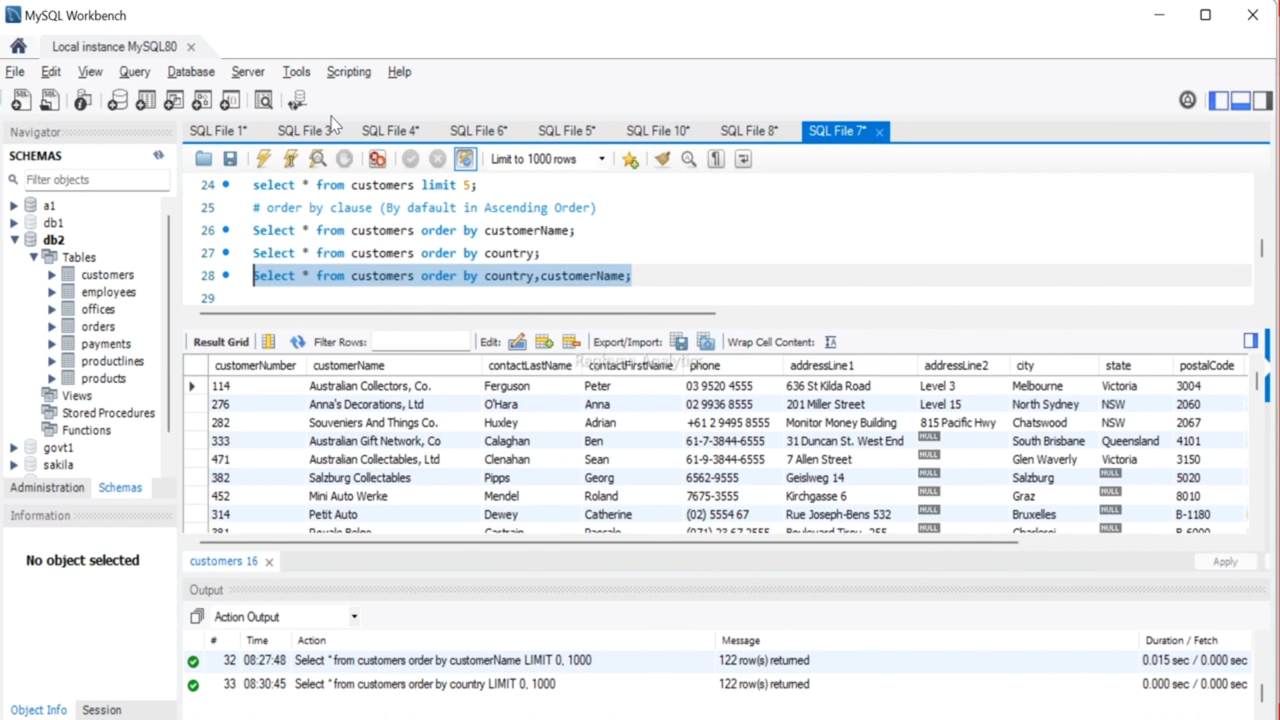 MySQL Workbench
Local instance MySQL80
File Edit View Query Database Server Tools Scripting Help
Navigator
SCHEMAS
Filter objects
a1
db1
db2
Tables
customers
employees
offices
orders
payments
productlines
products
Views
Stored Procedures
Functions
govt1
sakila
Administration Schemas
Information
No object selected
Object Info Session
SQL File 1* SQL File 3 SQL File 4* SQL File 6* SQL File 5* SQL File 10* SQL File 8* SQL File 7*
Limit to 1000 rows
24 select * from customers limit 5;
25 # order by clause (By dafault in Ascending Order)
26 Select * from customers order by customerName;
27 Select * from customers order by country;
28 Select * from customers order by country,customerName;
29
Result Grid Filter Rows: Edit: Export/Import: Wrap Cell Content:
customerNumber customerName contactLastName contactFirstName phone addressLine1 addressLine2 city state postalCode
114 Australian Collectors, Co. Ferguson Peter 03 9520 4555 636 St Kilda Road Level 3 Melbourne Victoria 3004
276 Anna's Decorations, Ltd O'Hara Anna 02 9936 8555 201 Miller Street Level 15 North Sydney NSW 2060
282 Souveniers And Things Co. Huxley Adrian +61 2 9495 8555 Monitor Money Building 815 Pacific Hwy Chatswood NSW 2067
333 Australian Gift Network, Co Calaghan Ben 61-7-3844-6555 31 Duncan St. West End NULL South Brisbane Queensland 4101
471 Australian Collectables, Ltd Clenahan Sean 61-9-3844-6555 7 Allen Street NULL Glen Waverly Victoria 3150
382 Salzburg Collectables Pipps Georg 6562-9555 Geislweg 14 NULL Salzburg NULL 5020
452 Mini Auto Werke Mendel Roland 7675-3555 Kirchgasse 6 NULL Graz NULL 8010
314 Petit Auto Dewey Catherine (02) 5554 67 Rue Joseph-Bens 532 NULL Bruxelles NULL B-1180
NULL NULL
customers 16 Apply
Output
Action Output
# Time Action Message Duration / Fetch
32 08:27:48 Select * from customers order by customerName LIMIT 0, 1000 122 row(s) returned 0.015 sec / 0.000 sec
33 08:30:45 Select * from customers order by country LIMIT 0, 1000 122 row(s) returned 0.000 sec / 0.000 sec